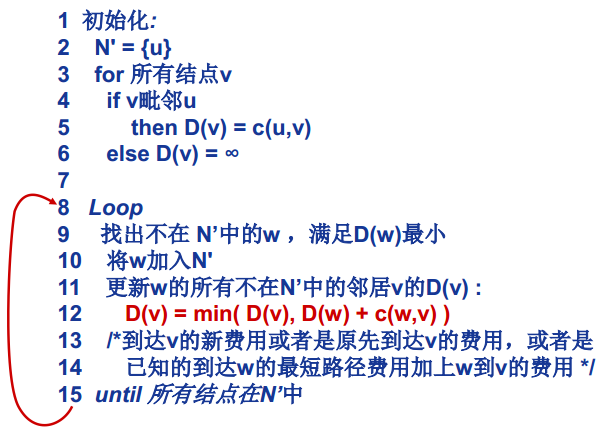 1 初始化:
2 N' = {u}
3 for 所有结点v
4 if v毗邻u
5 then D(v) = c(u,v)
6 else D(v) = ∞
7
8 Loop
9 找出不在 N’中的w ，满足D(w)最小
10 将w加入N'
11 更新w的所有不在N’中的邻居v的D(v) :
12 D(v) = min( D(v), D(w) + c(w,v) )
13 /*到达v的新费用或者是原先到达v的费用，或者是
14 已知的到达w的最短路径费用加上w到v的费用 */
15 until 所有结点在N’中